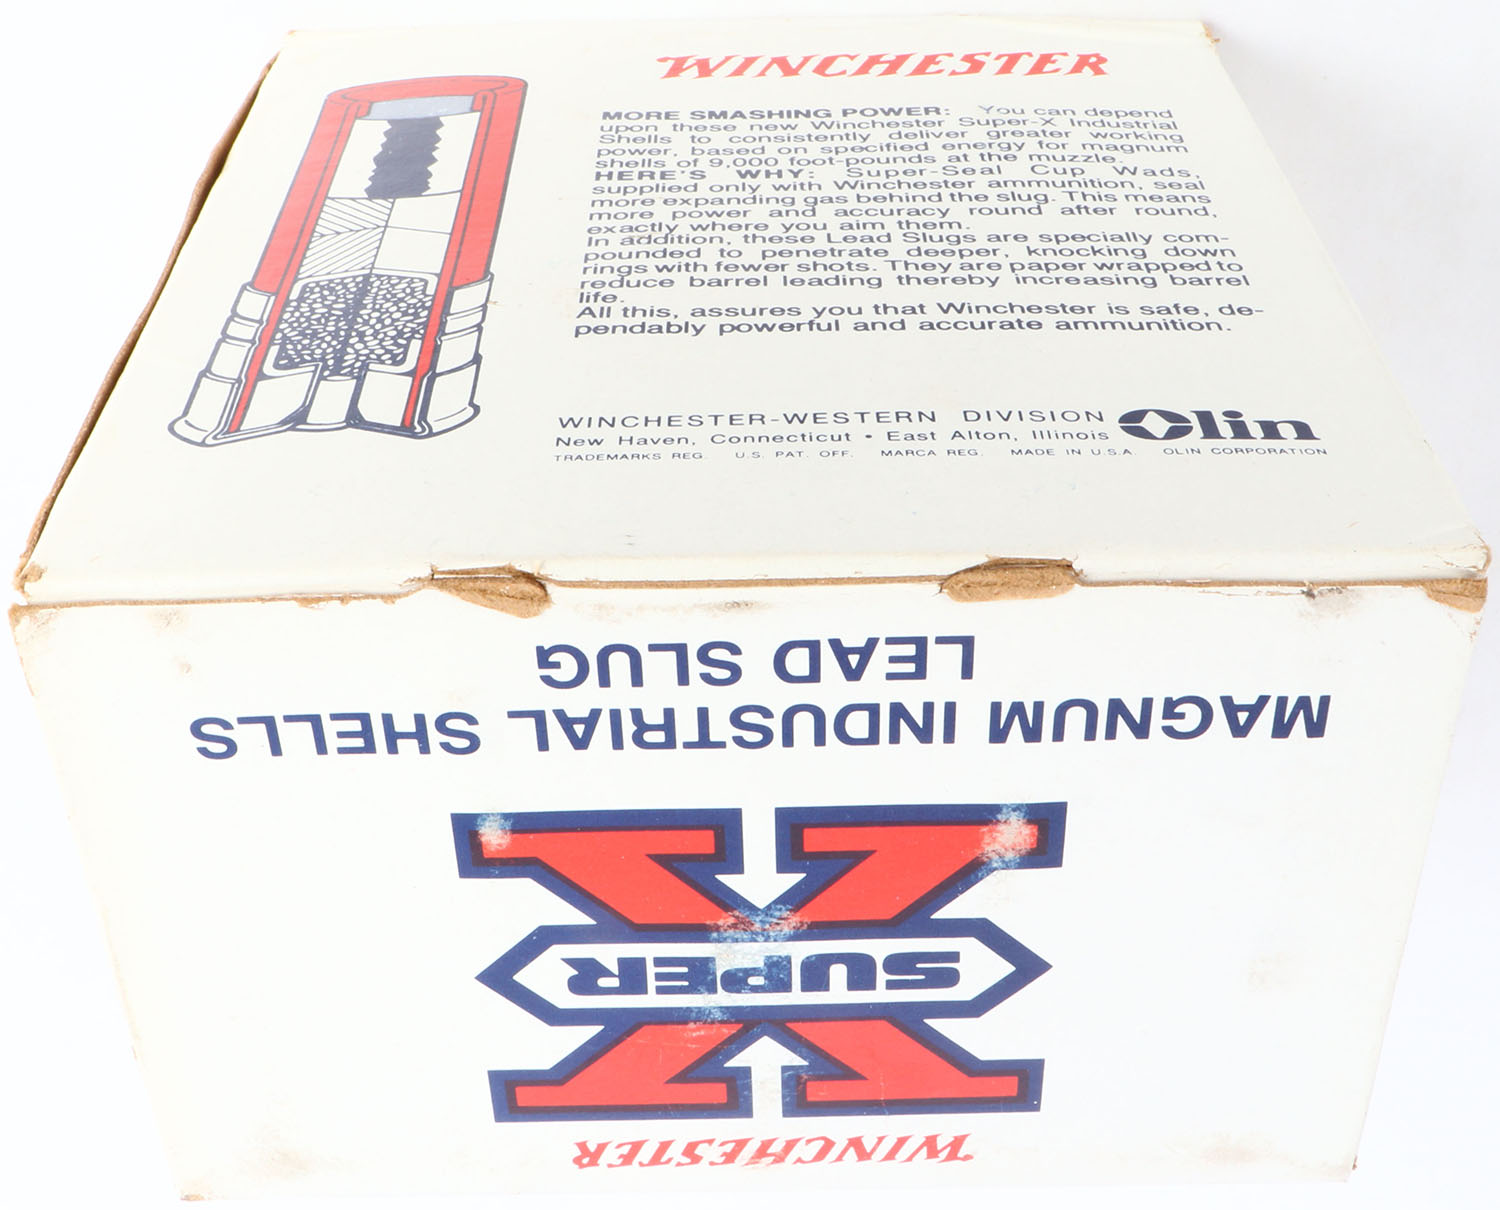 WINCHESTER
MORE SMASHING POWER: You can depend
upon these new Winchester Super-X Industrial
Shells to consistently deliver greater working
power, based on specified energy for magnum
shells of 9,000 foot-pounds at the muzzle.
HERE'S WHY: Super-Seal Cup Wads,
supplied only with Winchester ammunition, seal
more expanding gas behind the slug. This means
more power and accuracy round after round,
exactly where you aim them.
In addition, these Lead Slugs are specially com-
pounded to penetrate deeper, knocking down
rings with fewer shots. They are paper wrapped to
reduce barrel leading thereby increasing barrel
life.
All this, assures you that Winchester is safe, de-
pendably powerful and accurate ammunition.
WINCHESTER-WESTERN DIVISION Olin
New Haven, Connecticut • East Alton, Illinois
TRADEMARKS REG. U.S. PAT. OFF. MARCA REG. MADE IN U.S.A. OLIN CORPORATION
WINCHESTER
SUPER
X
MAGNUM INDUSTRIAL SHELLS
LEAD SLUG